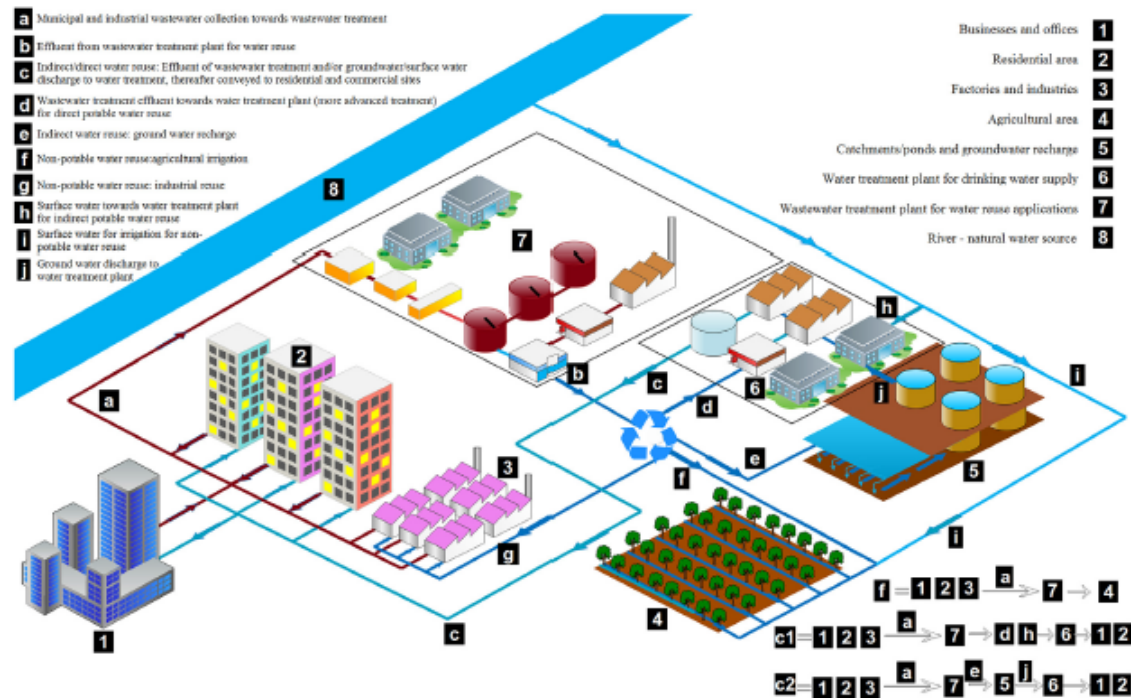 a Municipal and industrial wastewater collection towards wastewater treatment
b Effluent from wastewater treatment plant for water reuse
c Indirect/direct water reuse: Effluent of wastewater treatment and/or groundwater/surface water
discharge to water treatment, thereafter conveyed to residential and commercial sites
d Wastewater treatment effluent towards water treatment plant (more advanced treatment)
for direct potable water reuse
e Indirect water reuse: ground water recharge
f Non-potable water reuse:agricultural irrigation
g Non-potable water reuse: industrial reuse
h Surface water towards water treatment plant
for indirect potable water reuse
i Surface water for irrigation for non-
potable water reuse
j Ground water discharge to
water treatment plant
Businesses and offices 1
Residential area 2
Factories and industries 3
Agricultural area 4
Catchments/ponds and groundwater recharge 5
Water treatment plant for drinking water supply 6
Wastewater treatment plant for water reuse applications 7
River - natural water source 8
8
7
h
2
b
c
6
j
i
a
d
e
3
f
5
g
i
4
c
1
f = 1 2 3 a 7 4
c1 = 1 2 3 a 7 d h 6 1 2
c2 = 1 2 3 a 7 e 5 j 6 1 2